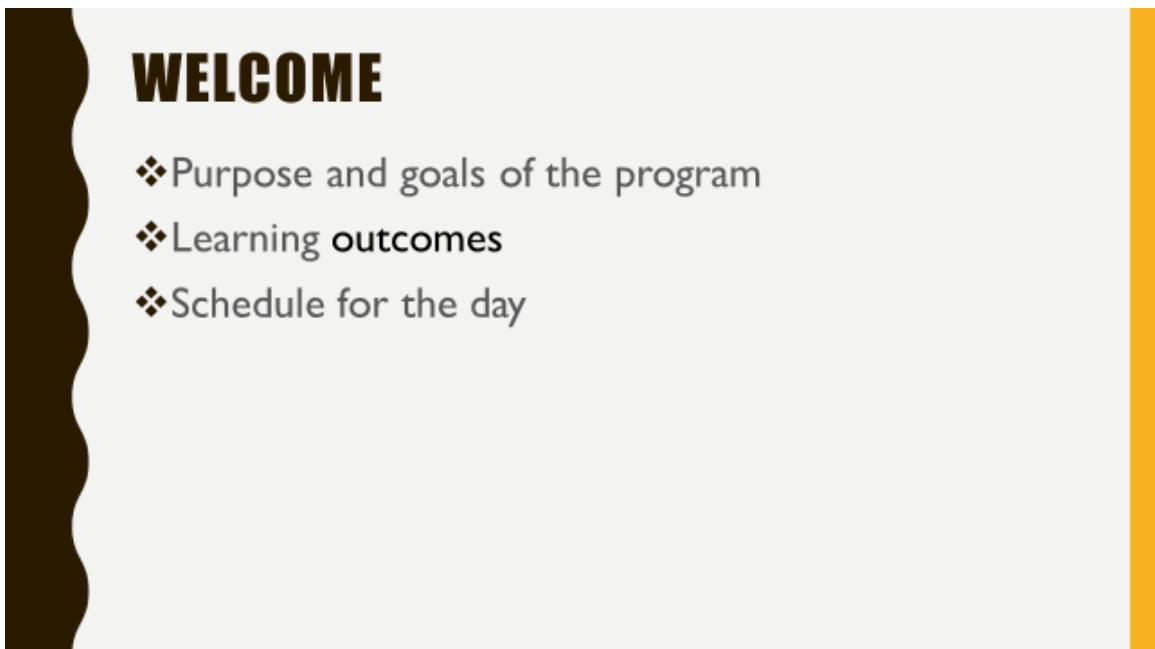 WELCOME
❖Purpose and goals of the program
❖Learning outcomes
❖Schedule for the day